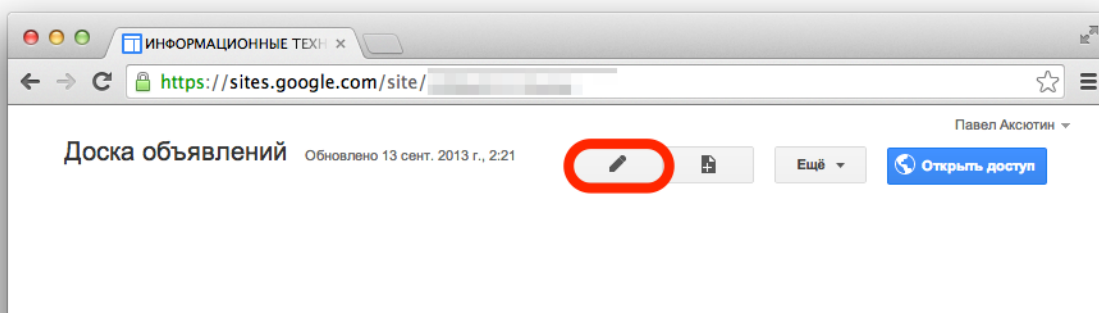 ИНФОРМАЦИОННЫЕ ТЕХН
https://sites.google.com/site/
Павел Аксютин
Доска объявлений Обновлено 13 сент. 2013 г., 2:21
Ещё
Открыть доступ